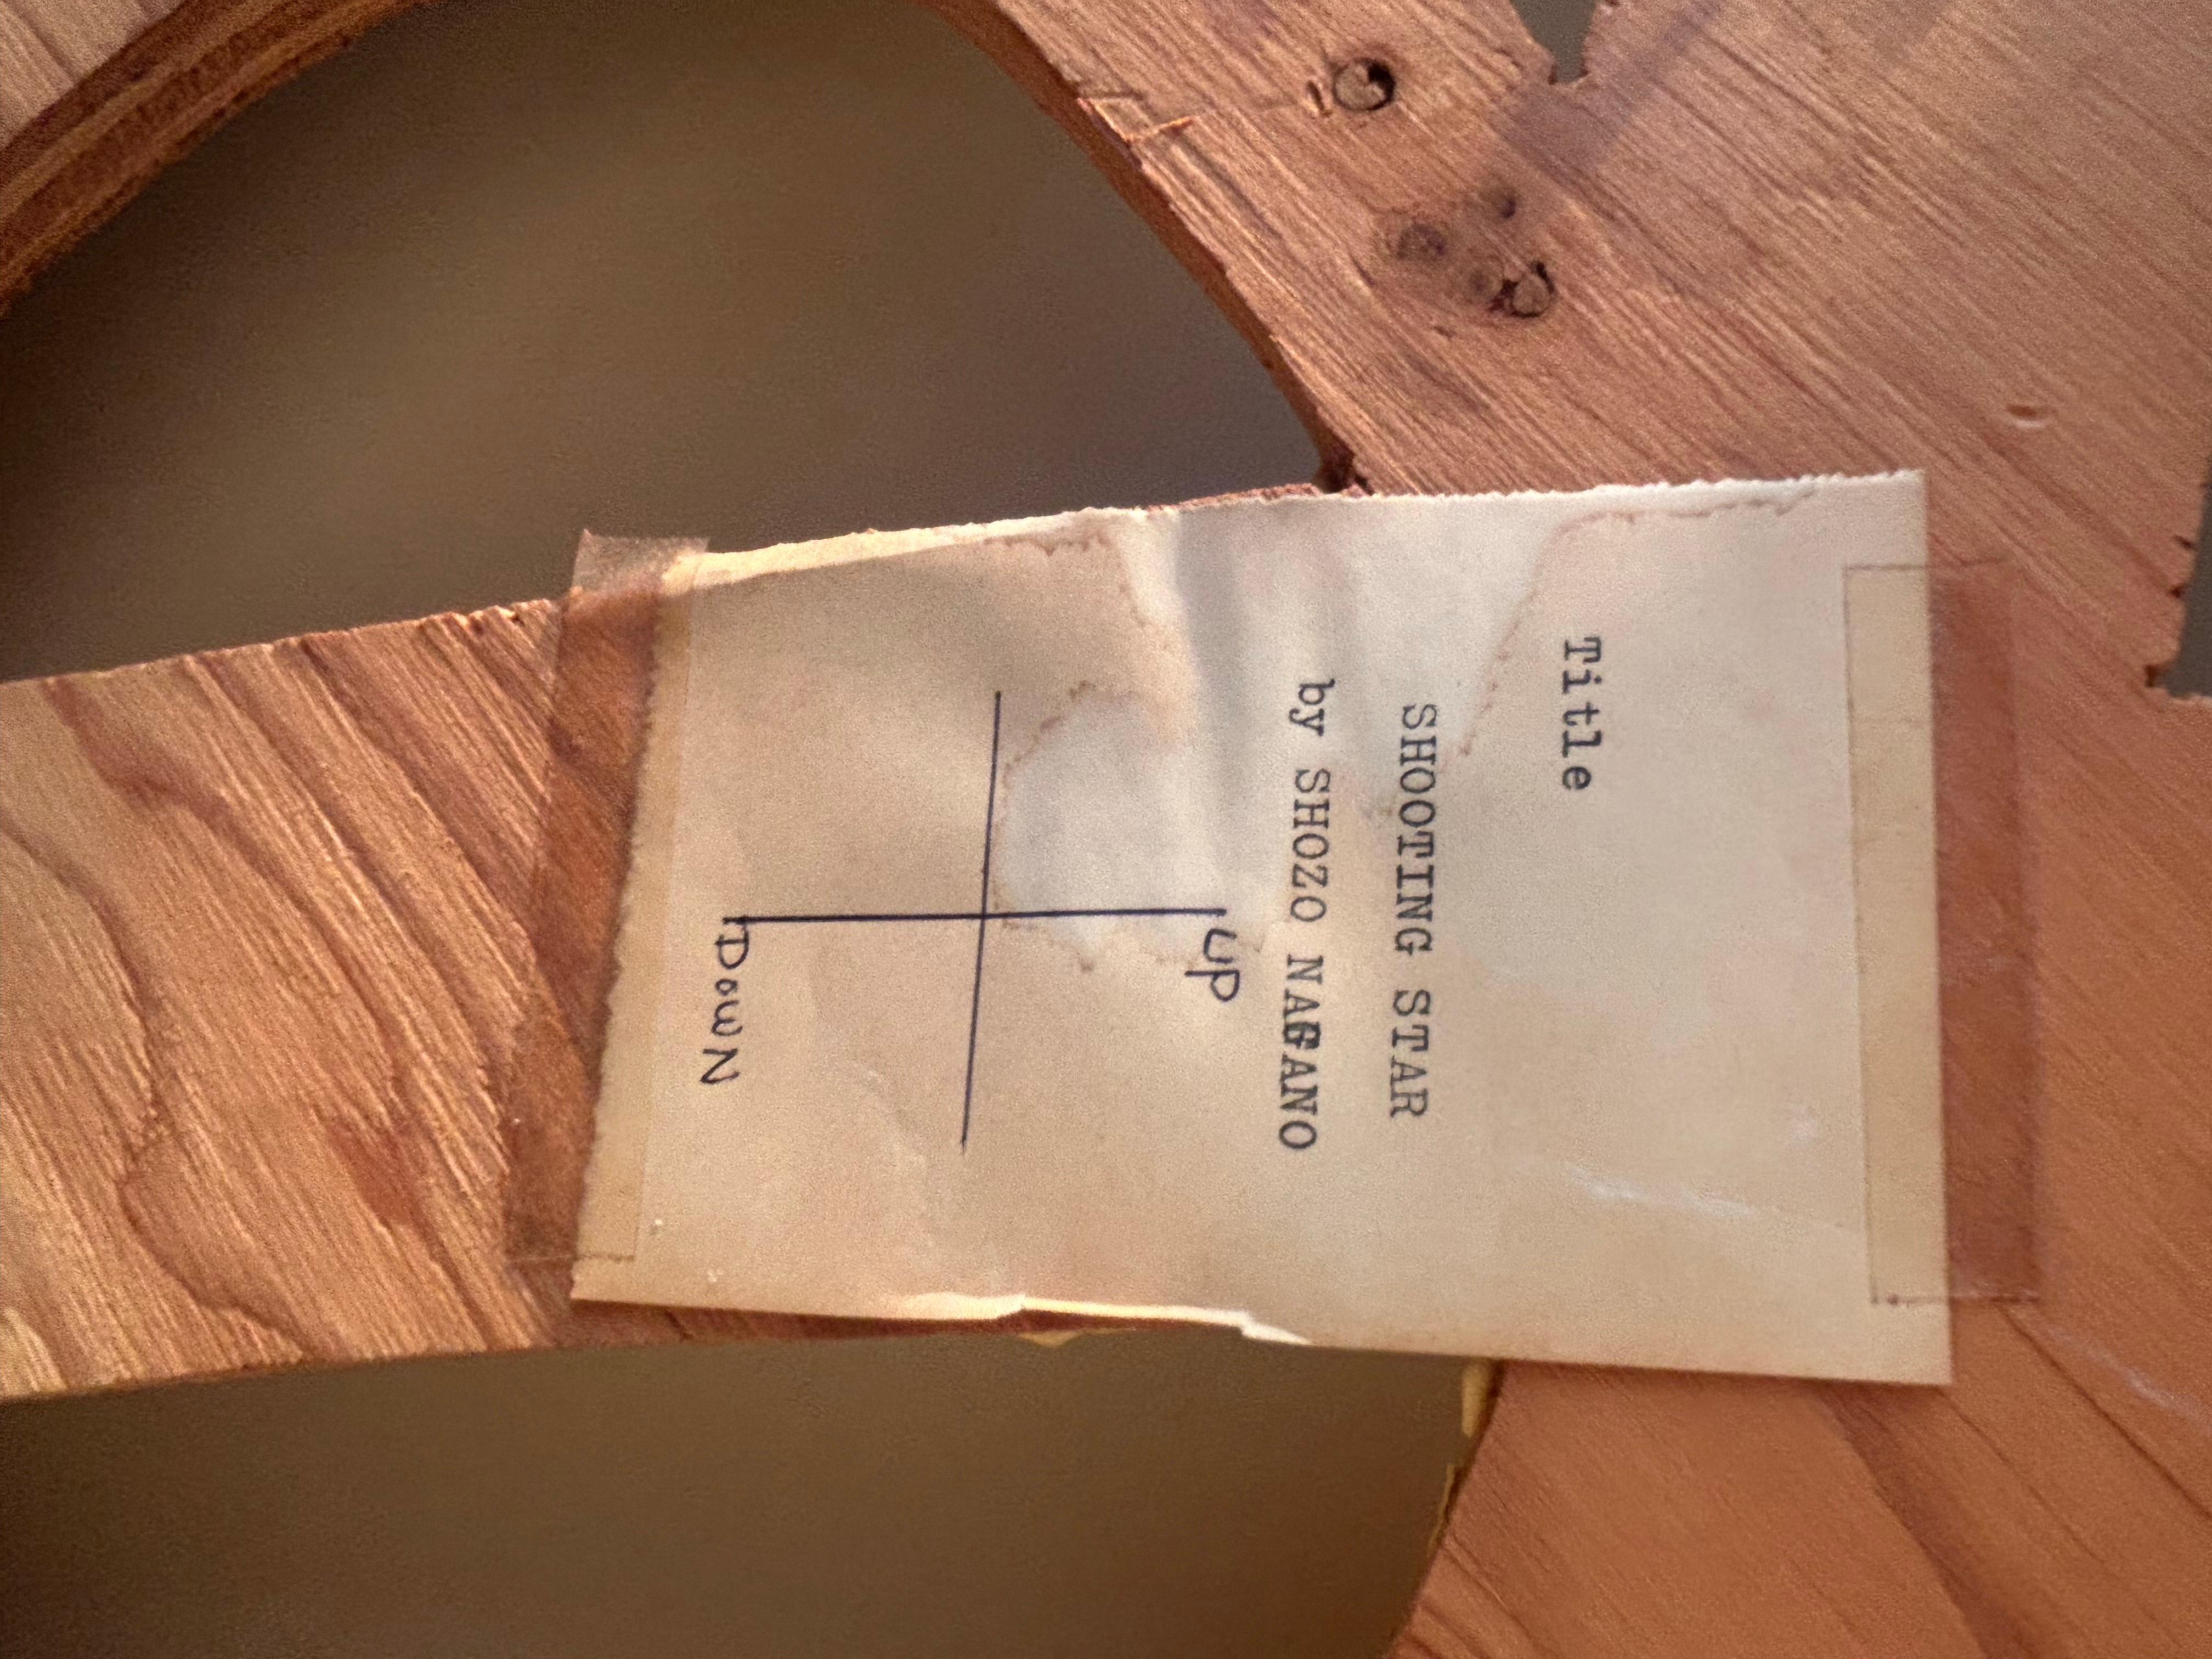 Title
SHOOTING STAR
by SHOZO NAGANO
UP
DOWN